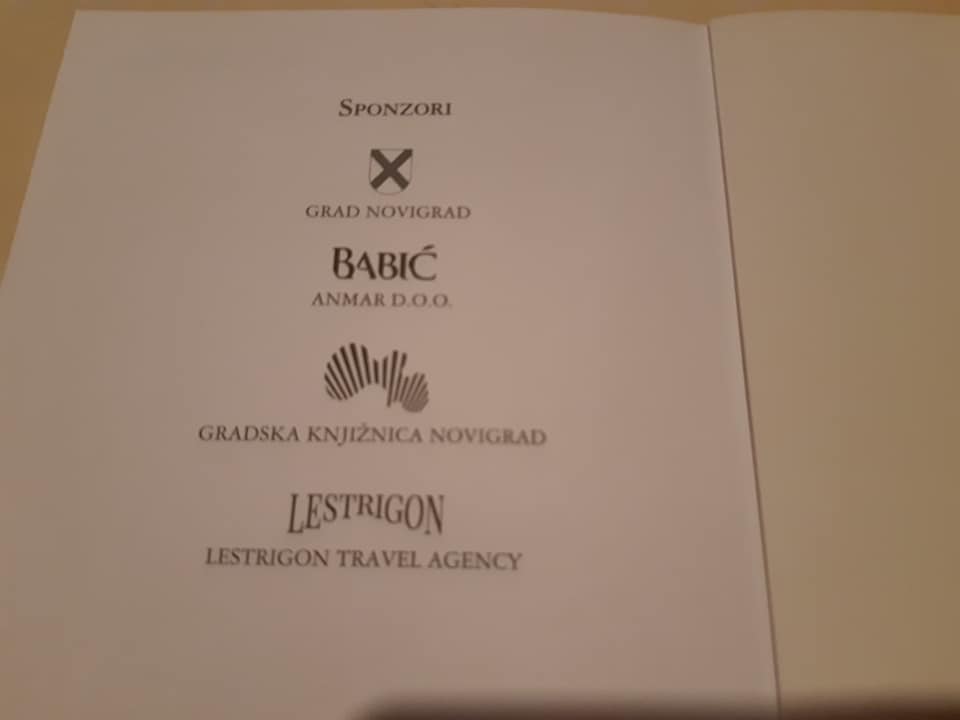 SPONZORI
GRAD NOVIGRAD
BABIĆ
ANMAR D.O.O.
GRADSKA KNJIŽNICA NOVIGRAD
LESTRIGON
LESTRIGON TRAVEL AGENCY